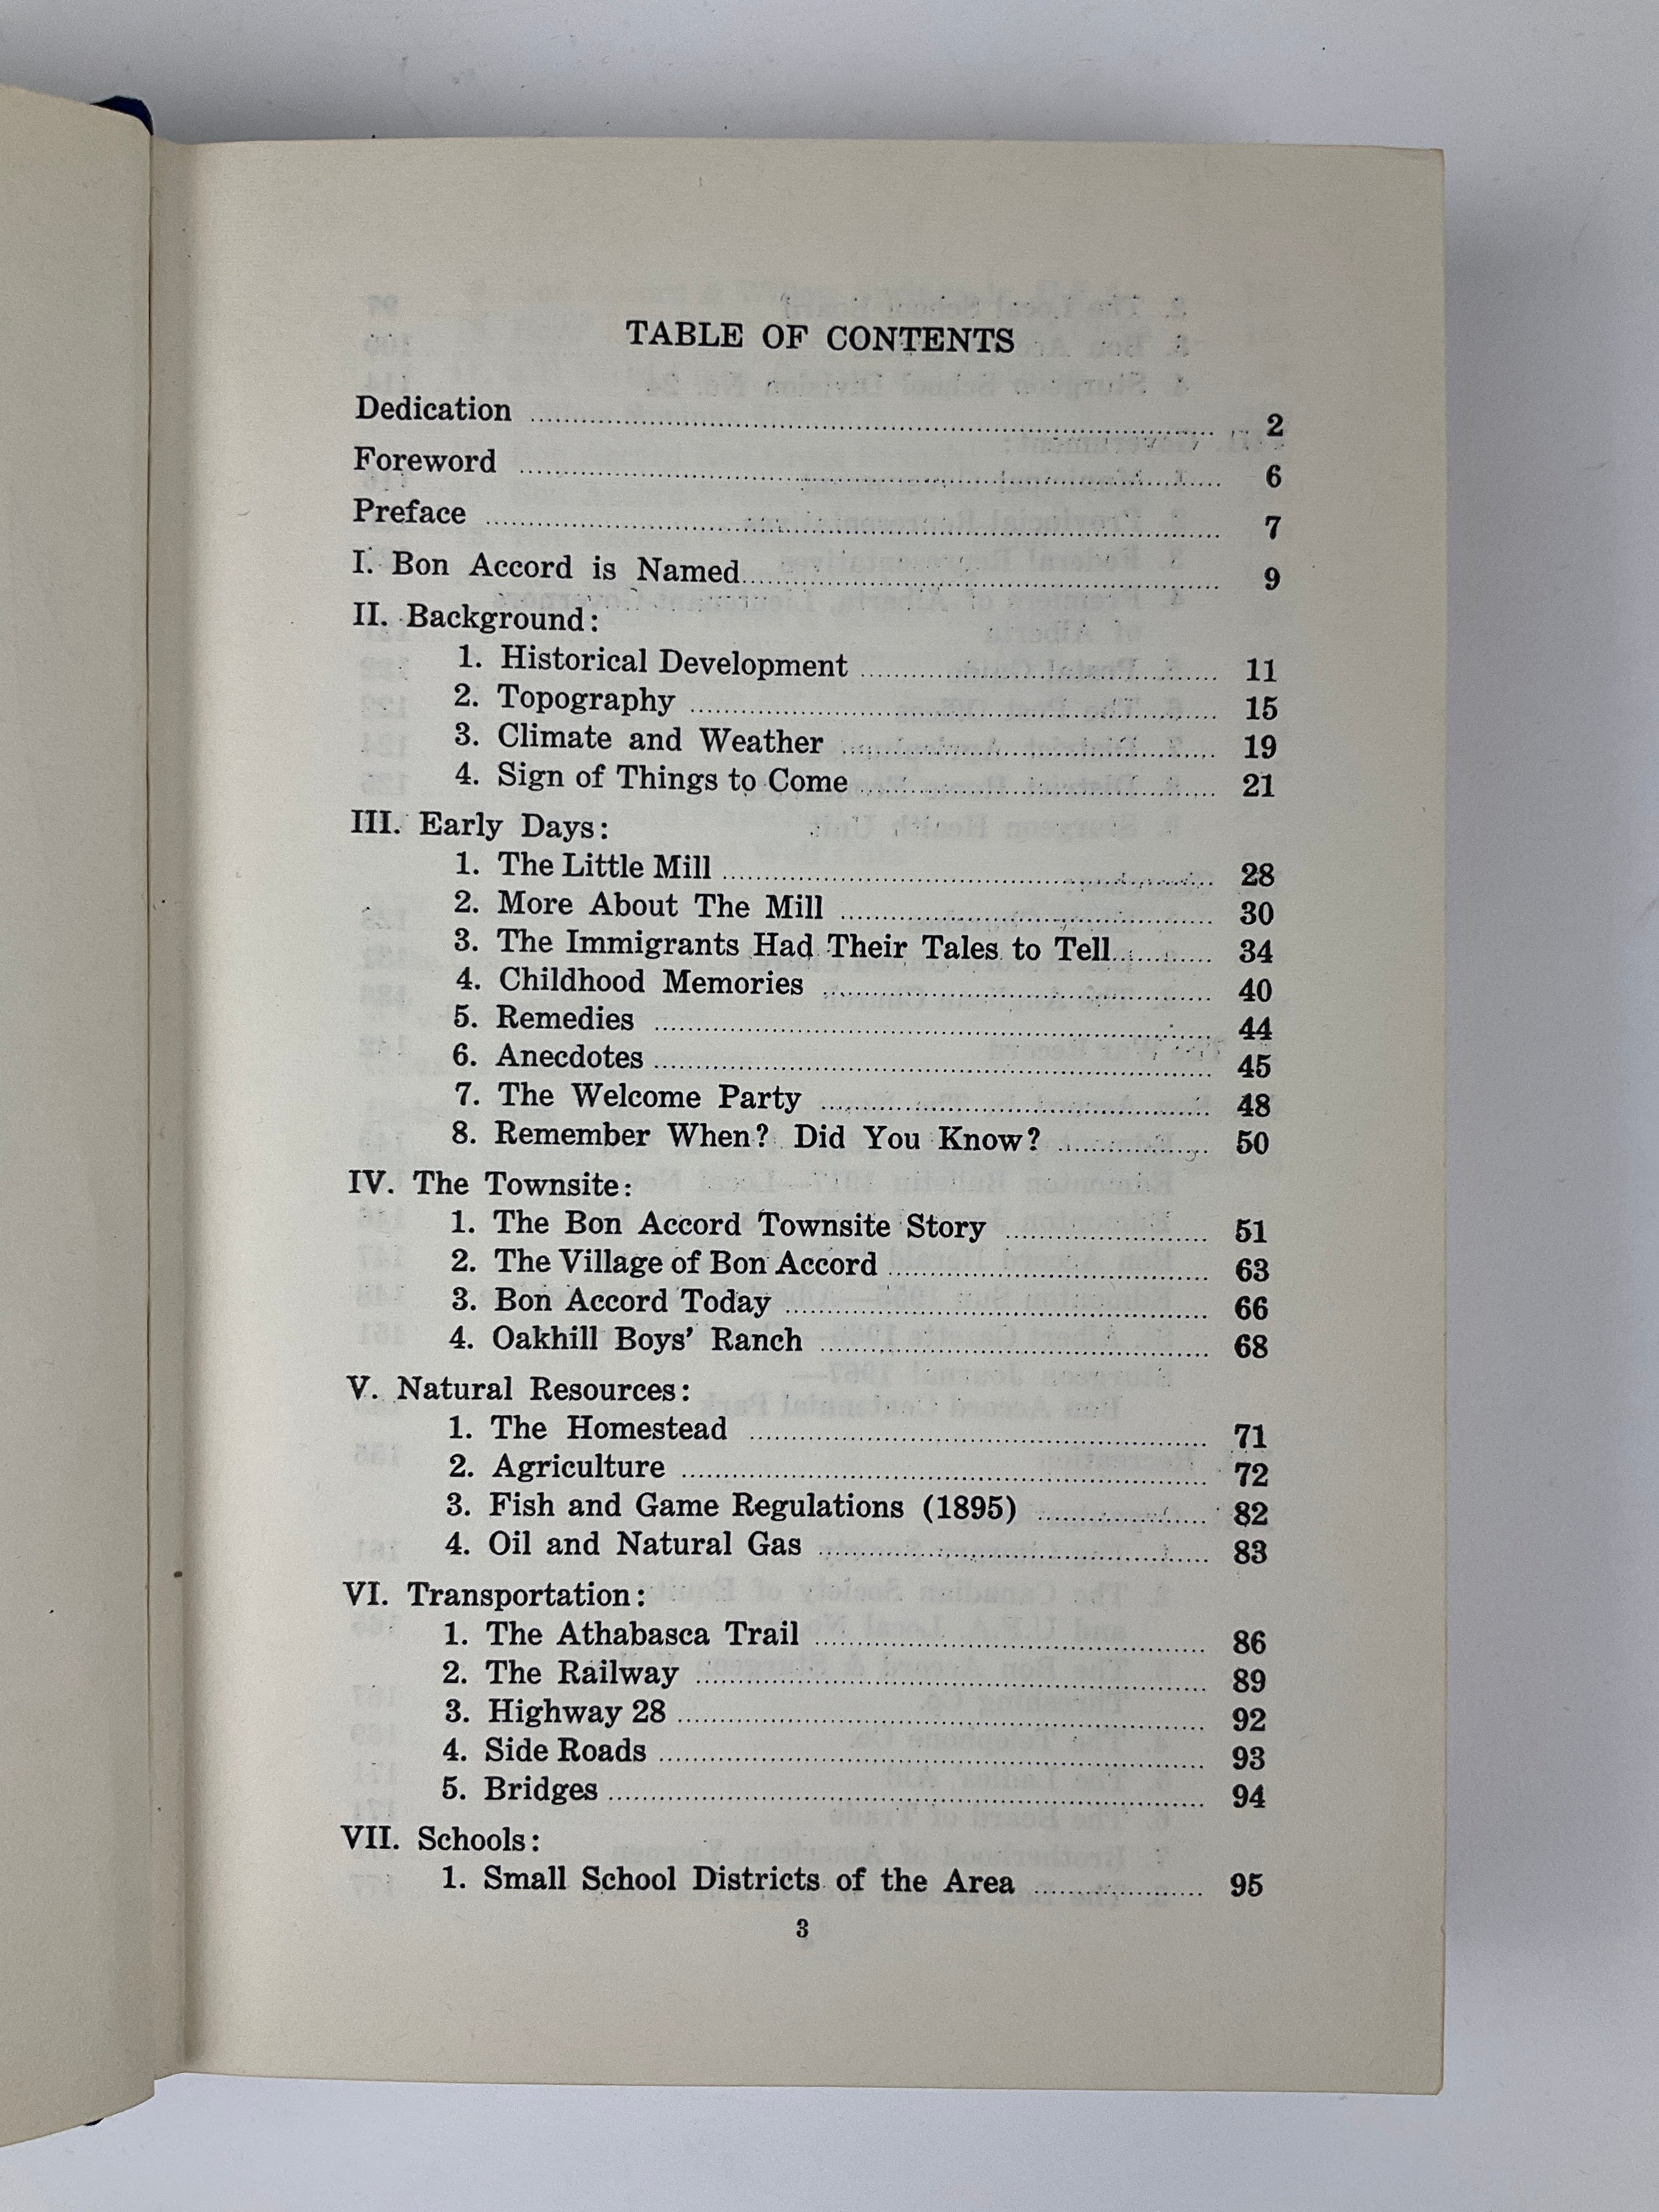 TABLE OF CONTENTS
Dedication 2
Foreword 6
Preface 7
I. Bon Accord is Named 9
II. Background:
1. Historical Development 11
2. Topography 15
3. Climate and Weather 19
4. Sign of Things to Come 21
III. Early Days:
1. The Little Mill 28
2. More About The Mill 30
3. The Immigrants Had Their Tales to Tell 34
4. Childhood Memories 40
5. Remedies 44
6. Anecdotes 45
7. The Welcome Party 48
8. Remember When? Did You Know? 50
IV. The Townsite:
1. The Bon Accord Townsite Story 51
2. The Village of Bon Accord 63
3. Bon Accord Today 66
4. Oakhill Boys' Ranch 68
V. Natural Resources:
1. The Homestead 71
2. Agriculture 72
3. Fish and Game Regulations (1895) 82
4. Oil and Natural Gas 83
VI. Transportation:
1. The Athabasca Trail 86
2. The Railway 89
3. Highway 28 92
4. Side Roads 93
5. Bridges 94
VII. Schools:
1. Small School Districts of the Area 95
3